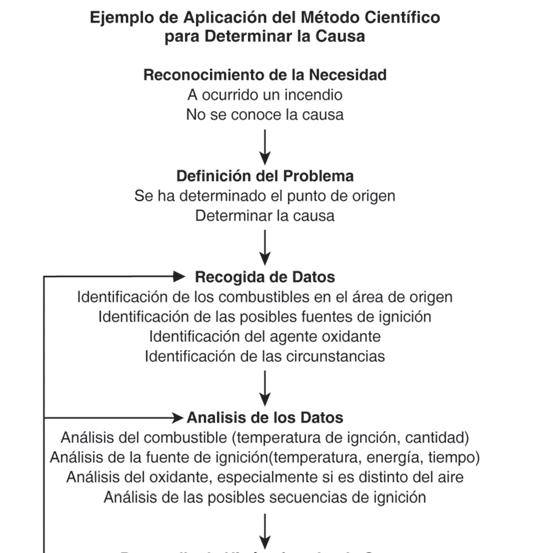 Ejemplo de Aplicación del Método Científico
para Determinar la Causa
Reconocimiento de la Necesidad
A ocurrido un incendio
No se conoce la causa
Definición del Problema
Se ha determinado el punto de origen
Determinar la causa
Recogida de Datos
Identificación de los combustibles en el área de origen
Identificación de las posibles fuentes de ignición
Identificación del agente oxidante
Identificación de las circunstancias
Analisis de los Datos
Análisis del combustible (temperatura de ignción, cantidad)
Análisis de la fuente de ignición(temperatura, energía, tiempo)
Análisis del oxidante, especialmente si es distinto del aire
Análisis de las posibles secuencias de ignición